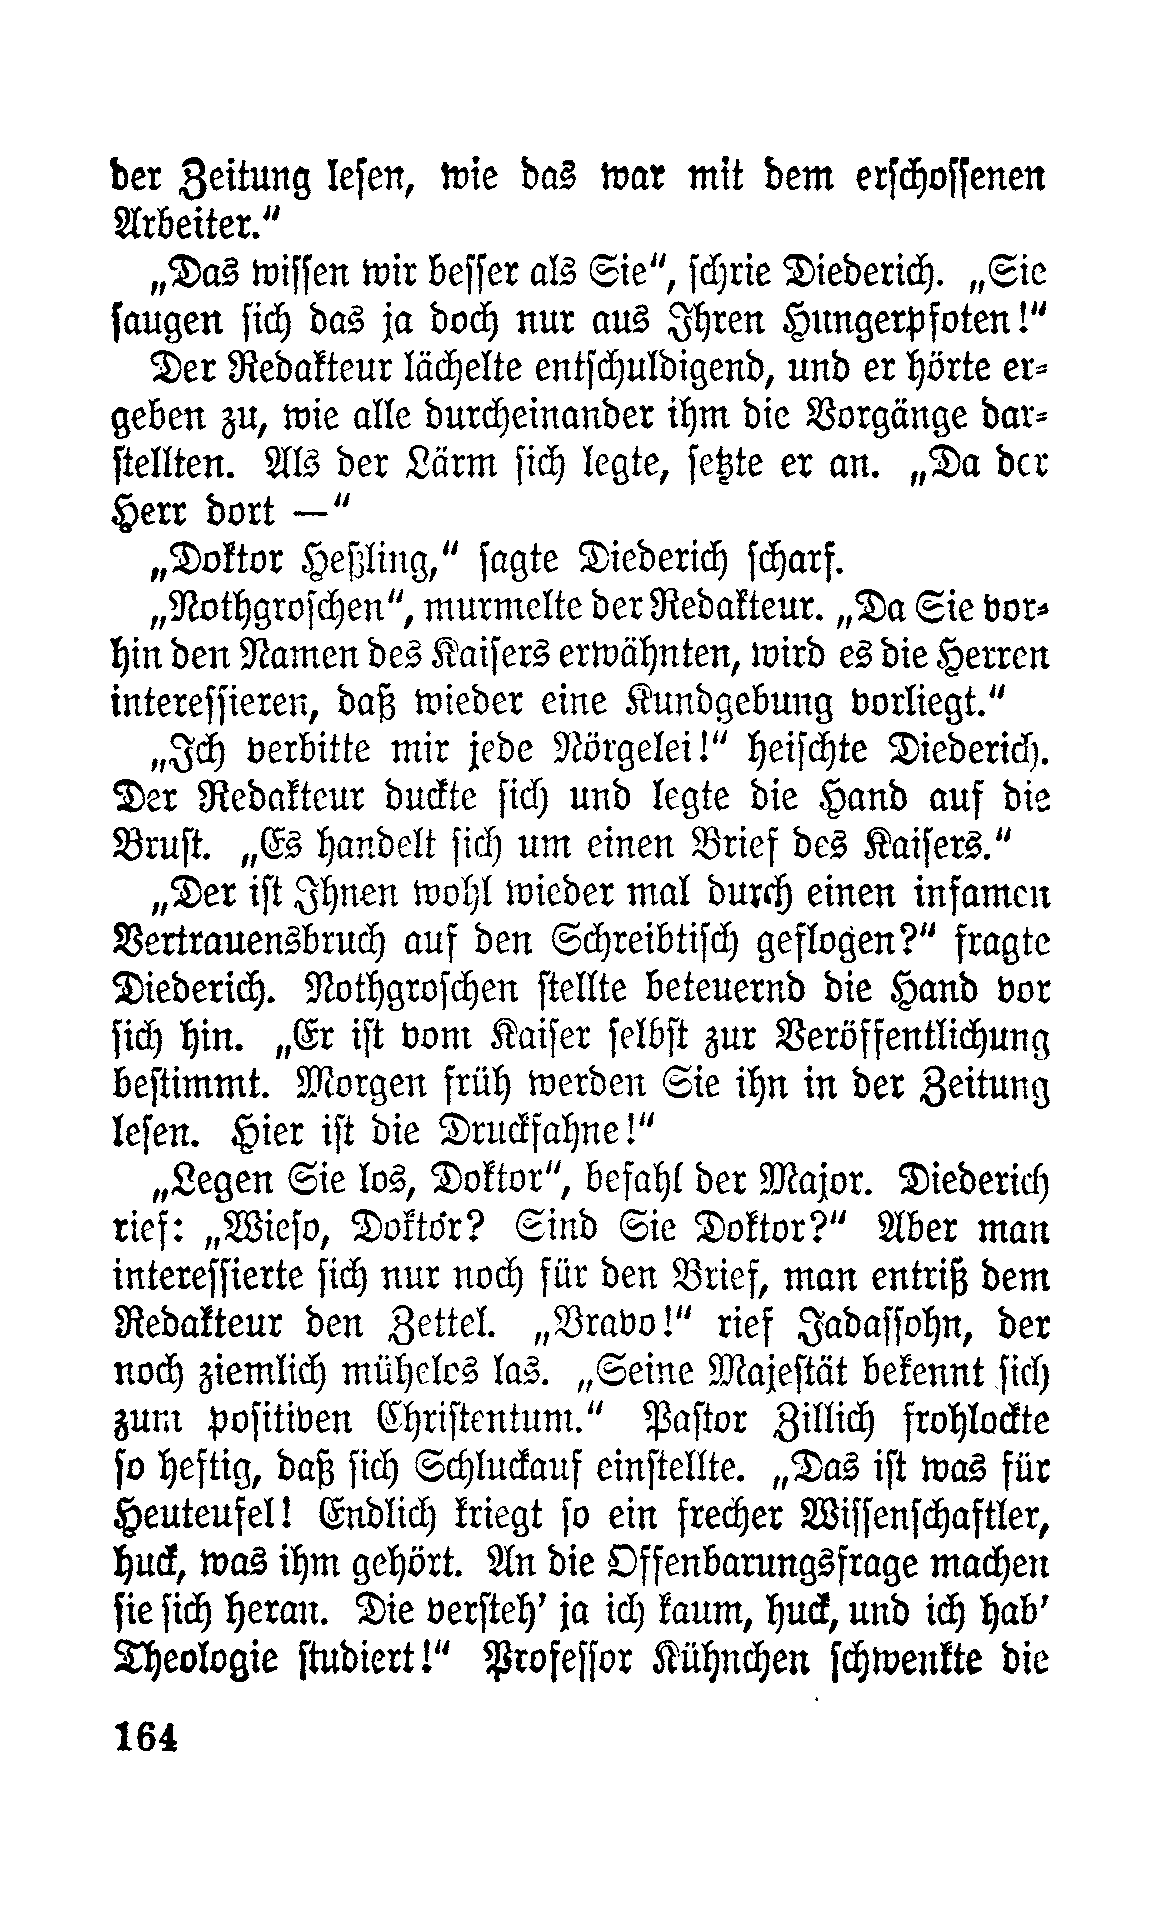 der Zeitung lesen, wie das war mit dem erschossenen
Arbeiter.“
„Das wissen wir besser als Sie“, schrie Diederich. „Sie
saugen sich das ja doch nur aus Ihren Hungerpfoten!“
Der Redakteur lächelte entschuldigend, und er hörte er-
geben zu, wie alle durcheinander ihm die Vorgänge dar-
stellten. Als der Lärm sich legte, setzte er an. „Da der
Herr dort —“
„Doktor Heßling,“ sagte Diederich scharf.
„Nothgroschen“, murmelte der Redakteur. „Da Sie vor-
hin den Namen des Kaisers erwähnten, wird es die Herren
interessieren, daß wieder eine Kundgebung vorliegt.“
„Ich verbitte mir jede Nörgelei!“ heischte Diederich.
Der Redakteur duckte sich und legte die Hand auf die
Brust. „Es handelt sich um einen Brief des Kaisers.“
„Der ist Ihnen wohl wieder mal durch einen infamen
Vertrauensbruch auf den Schreibtisch geflogen?“ fragte
Diederich. Nothgroschen stellte beteuernd die Hand vor
sich hin. „Er ist vom Kaiser selbst zur Veröffentlichung
bestimmt. Morgen früh werden Sie ihn in der Zeitung
lesen. Hier ist die Druckfahne!“
„Legen Sie los, Doktor“, befahl der Major. Diederich
rief: „Wieso, Doktor? Sind Sie Doktor?“ Aber man
interessierte sich nur noch für den Brief, man entriß dem
Redakteur den Zettel. „Bravo!“ rief Jadassohn, der
noch ziemlich mühelos las. „Seine Majestät bekennt sich
zum positiven Christentum.“ Pastor Zillich frohlockte
so heftig, daß sich Schluckauf einstellte. „Das ist was für
Heuteufel! Endlich kriegt so ein frecher Wissenschaftler,
huck, was ihm gehört. An die Offenbarungsfrage machen
sie sich heran. Die versteh’ ja ich kaum, huck, und ich hab’
Theologie studiert!“ Professor Kühnchen schwenkte die
164